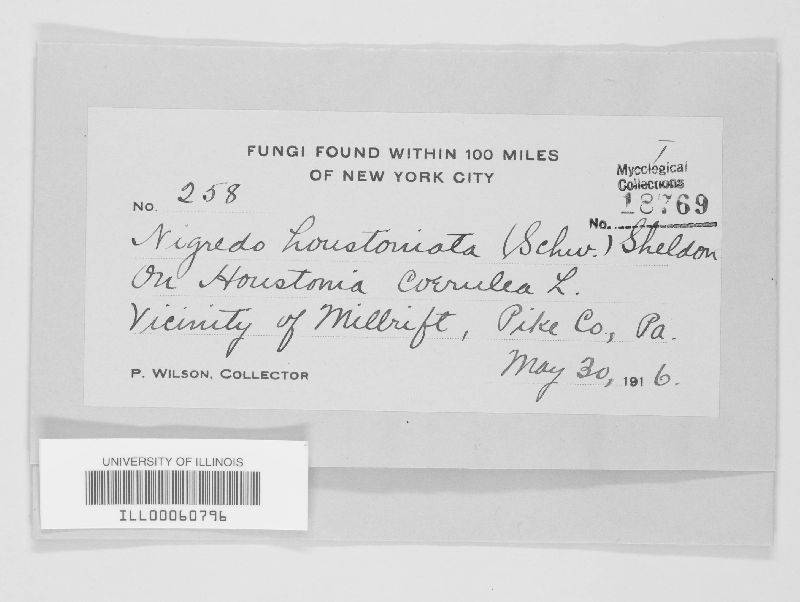 FUNGI FOUND WITHIN 100 MILES
OF NEW YORK CITY
Mycological
Collections
No. 18769
No. 258
Nigredo houstoniata (Schw.) Sheldon
On Houstonia coerulea L.
Vicinity of Millrift, Pike Co., Pa.
May 30, 1916.
P. WILSON, COLLECTOR
UNIVERSITY OF ILLINOIS
ILL00060796